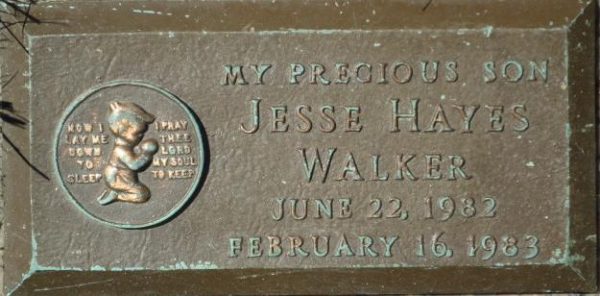 NOW I
LAY ME
DOWN
TO
SLEEP
I PRAY
THEE
LORD
MY SOUL
TO KEEP
MY PRECIOUS SON
JESSE HAYES
WALKER
JUNE 22, 1982
FEBRUARY 16, 1983